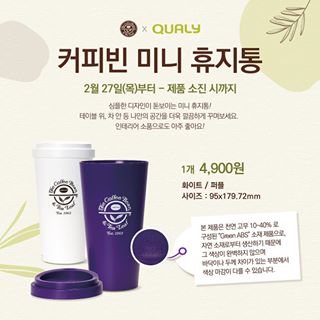 × QUALY
커피빈 미니 휴지통
2월 27일(목)부터 – 제품 소진 시까지
심플한 디자인이 돋보이는 미니 휴지통!
테이블 위, 차 안 등 나만의 공간을 더욱 깔끔하게 꾸며보세요.
인테리어 소품으로도 아주 좋아요!
1개 4,900원
화이트 / 퍼플
사이즈 : 95x179.72mm
The Coffee Bean
& Tea Leaf
Est. 1963
The Coffee Bean
& Tea Leaf
Est. 1963
본 제품은 천연 고무 10~40% 로
구성된 "Green ABS" 소재 제품으로,
자연 소재로부터 생산하기 때문에
그 색상이 완벽하지 않으며
바닥이나 두께 차이가 있는 부분에서
색상 마감이 다를 수 있습니다.